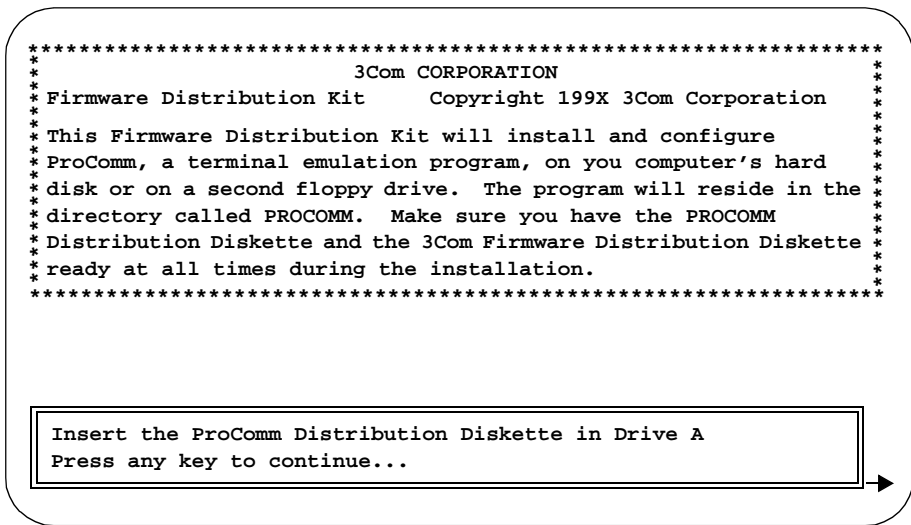 ********************************************************************
3Com CORPORATION
Firmware Distribution Kit Copyright 199X 3Com Corporation
This Firmware Distribution Kit will install and configure
ProComm, a terminal emulation program, on you computer's hard
disk or on a second floppy drive. The program will reside in the
directory called PROCOMM. Make sure you have the PROCOMM
Distribution Diskette and the 3Com Firmware Distribution Diskette
ready at all times during the installation.
********************************************************************
Insert the ProComm Distribution Diskette in Drive A
Press any key to continue...